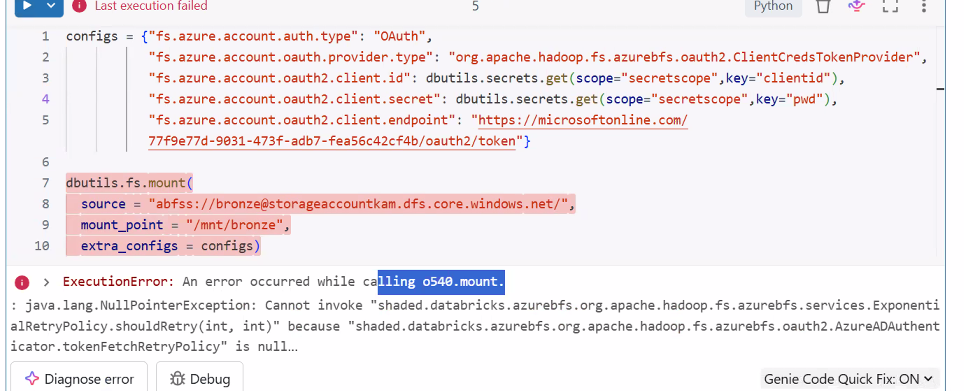 Last execution failed
5
Python
1 configs = {"fs.azure.account.auth.type": "OAuth",
2 "fs.azure.account.oauth.provider.type": "org.apache.hadoop.fs.azurebfs.oauth2.ClientCredsTokenProvider",
3 "fs.azure.account.oauth2.client.id": dbutils.secrets.get(scope="secretscope",key="clientid"),
4 "fs.azure.account.oauth2.client.secret": dbutils.secrets.get(scope="secretscope",key="pwd"),
5 "fs.azure.account.oauth2.client.endpoint": "https://microsoftonline.com/
77f9e77d-9031-473f-adb7-fea56c42cf4b/oauth2/token"}
6
7 dbutils.fs.mount(
8 source = "abfss://bronze@storageaccountkam.dfs.core.windows.net/",
9 mount_point = "/mnt/bronze",
10 extra_configs = configs)
ExecutionError: An error occurred while calling o540.mount.
: java.lang.NullPointerException: Cannot invoke "shaded.databricks.azurebfs.org.apache.hadoop.fs.azurebfs.services.Exponenti
alRetryPolicy.shouldRetry(int, int)" because "shaded.databricks.azurebfs.org.apache.hadoop.fs.azurebfs.oauth2.AzureADAuthent
icator.tokenFetchRetryPolicy" is null...
Diagnose error
Debug
Genie Code Quick Fix: ON